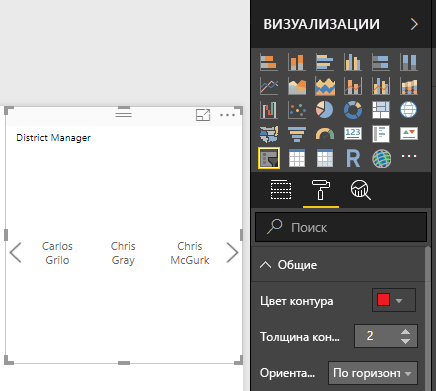 ВИЗУАЛИЗАЦИИ
District Manager
Carlos Grilo
Chris Gray
Chris McGurk
123
R
Поиск
Общие
Цвет контура
Толщина кон... 2
Ориента... По горизонт